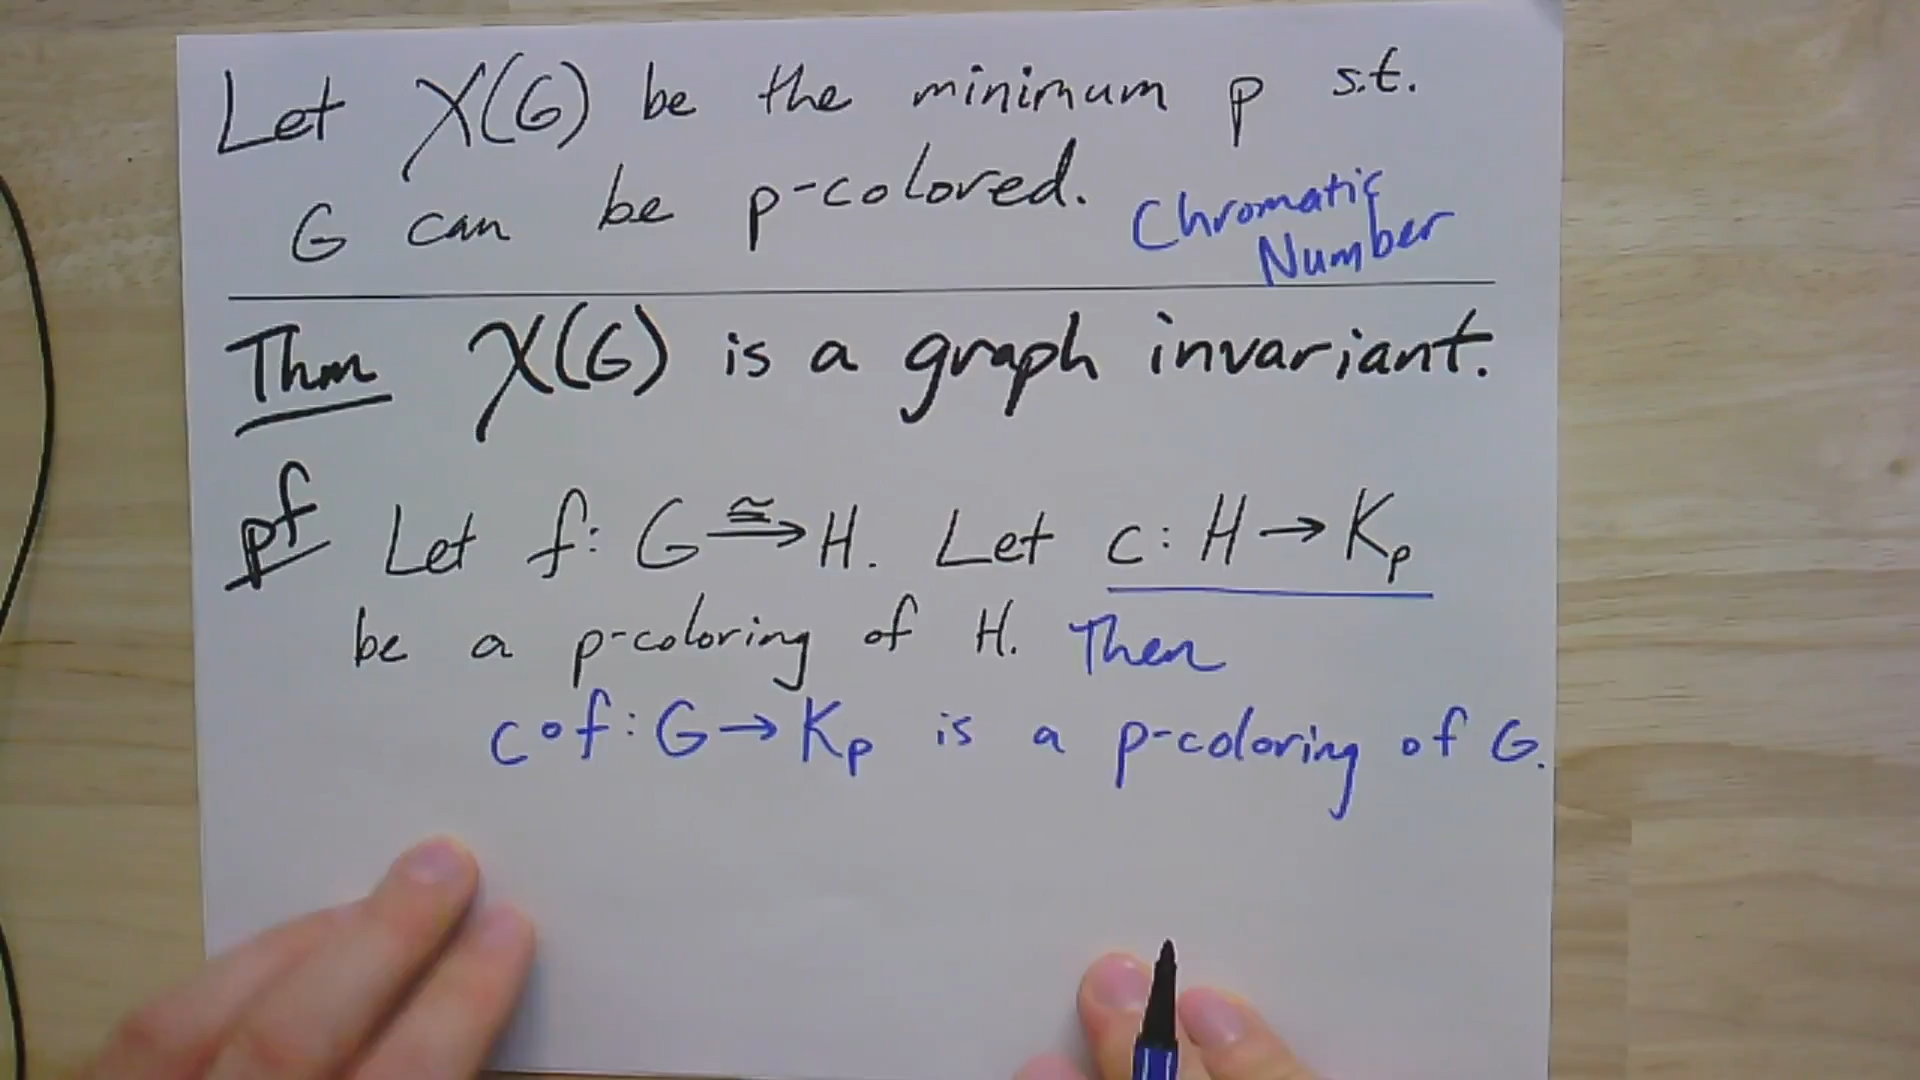 Let χ(G) be the minimum p s.t.
G can be p-colored. Chromatic
Number
Thm χ(G) is a graph invariant.
pf Let f: G ≅→ H. Let c: H → Kₚ
be a p-coloring of H. Then
c∘f: G → Kₚ is a p-coloring of G.